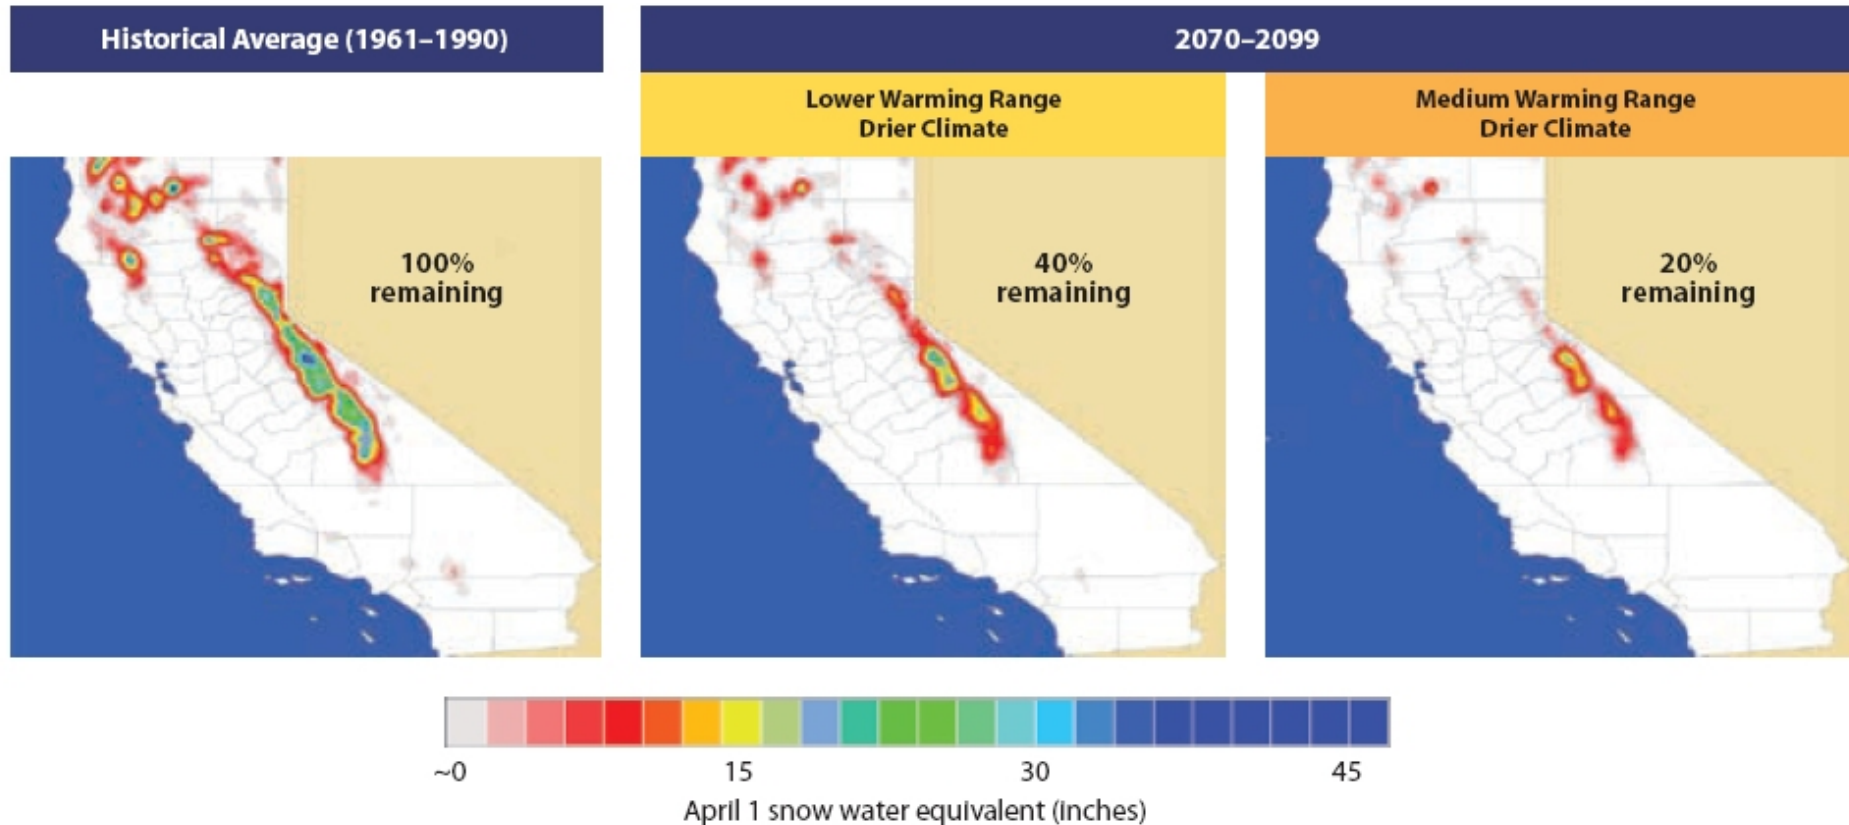 Historical Average (1961–1990)
2070–2099
Lower Warming Range
Drier Climate
Medium Warming Range
Drier Climate
100%
remaining
40%
remaining
20%
remaining
~0
15
30
45
April 1 snow water equivalent (inches)